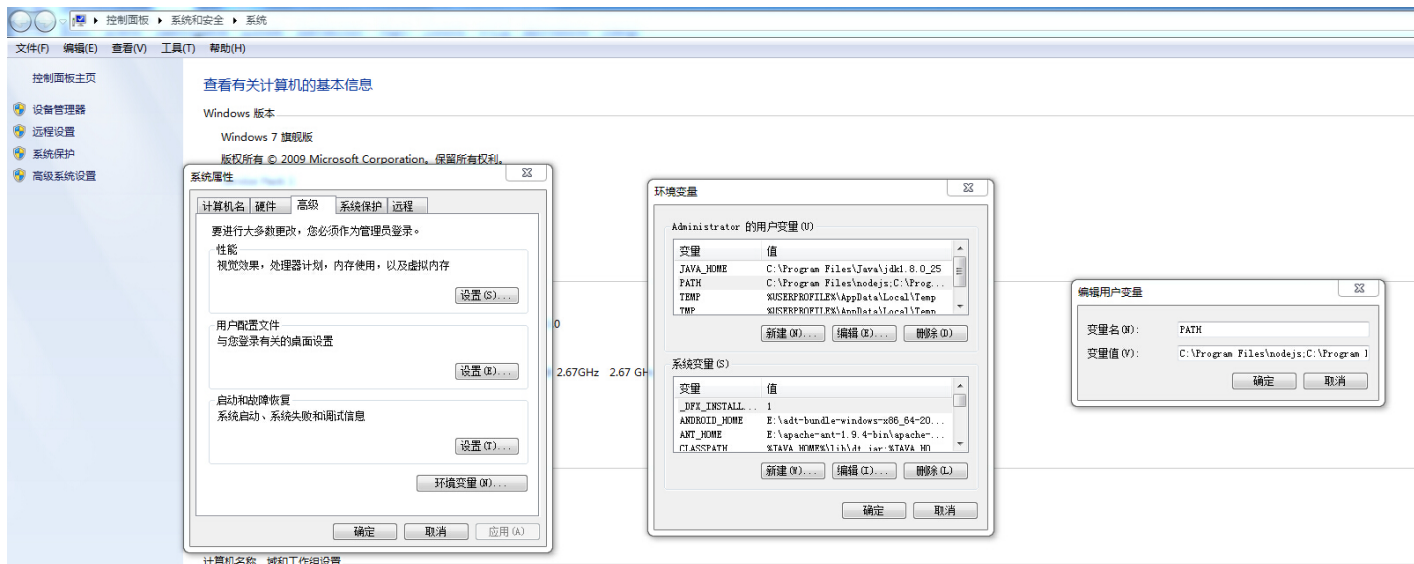 控制面板 ▸ 系统和安全 ▸ 系统
文件(F) 编辑(E) 查看(V) 工具(T) 帮助(H)
控制面板主页
设备管理器
远程设置
系统保护
高级系统设置
查看有关计算机的基本信息
Windows 版本
Windows 7 旗舰版
版权所有 © 2009 Microsoft Corporation。保留所有权利。
系统属性
计算机名 硬件 高级 系统保护 远程
要进行大多数更改，您必须作为管理员登录。
性能
视觉效果，处理器计划，内存使用，以及虚拟内存
设置(S)...
用户配置文件
与您登录有关的桌面设置
设置(E)...
启动和故障恢复
系统启动、系统失败和调试信息
设置(T)...
环境变量(N)...
确定 取消 应用(A)
0
2.67GHz 2.67 GH
计算机名称、域和工作组设置
环境变量
Administrator 的用户变量(U)
变量 值
JAVA_HOME C:\Program Files\Java\jdk1.8.0_25
PATH C:\Program Files\nodejs;C:\Prog...
TEMP %USERPROFILE%\AppData\Local\Temp
TMP %USERPROFILE%\AppData\Local\Temp
新建(N)... 编辑(E)... 删除(D)
系统变量(S)
变量 值
_DFX_INSTALL... 1
ANDROID_HOME E:\adt-bundle-windows-x86_64-20...
ANT_HOME E:\apache-ant-1.9.4-bin\apache-...
CLASSPATH %JAVA_HOME%\lib\dt.jar;%JAVA_HO
新建(W)... 编辑(I)... 删除(L)
确定 取消
编辑用户变量
变量名(N): PATH
变量值(V): C:\Program Files\nodejs;C:\Program
确定 取消